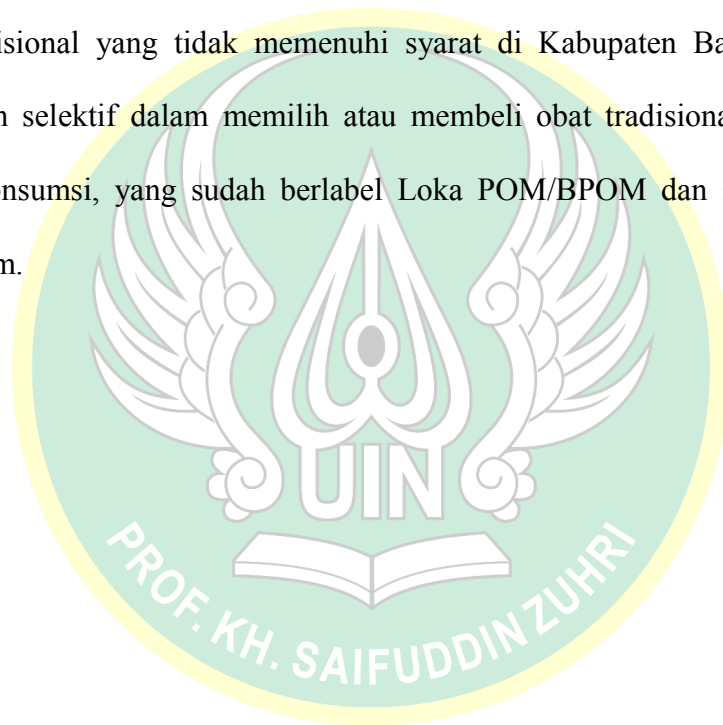 isional yang tidak memenuhi syarat di Kabupaten Ba
selektif dalam memilih atau membeli obat tradisiona
onsumsi, yang sudah berlabel Loka POM/BPOM dan
m.
UIN
PROF. KH. SAIFUDDIN ZUHRI